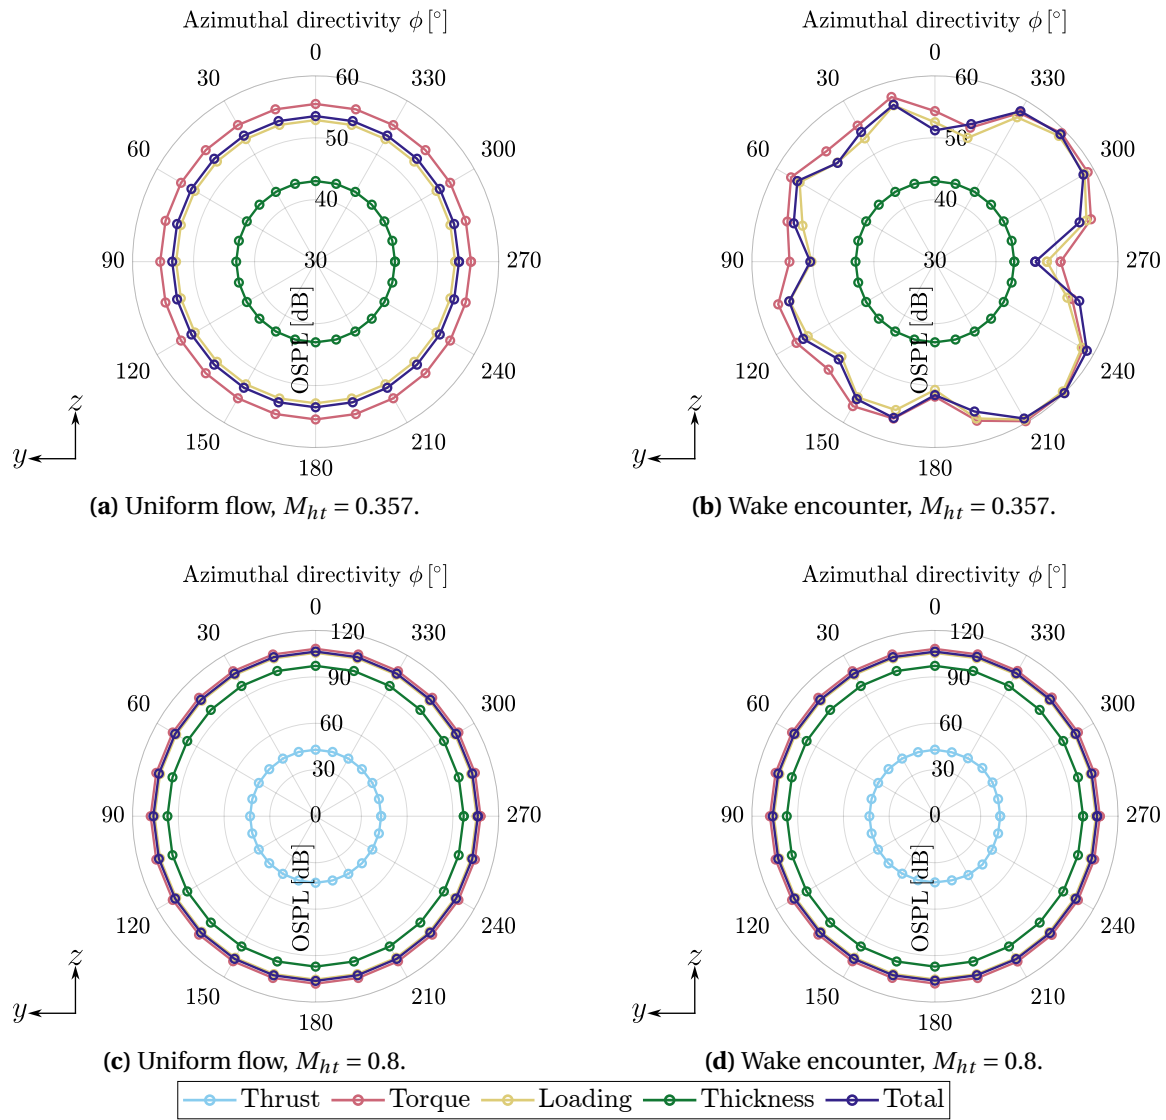 Azimuthal directivity ϕ [°]
0
30 60 330
60 50 300
40
90 30 270
OSPL [dB]
120 240
150 210
180
z
y
(a) Uniform flow, M_ht = 0.357.
Azimuthal directivity ϕ [°]
0
30 60 330
60 50 300
40
90 30 270
OSPL [dB]
120 240
150 210
180
z
y
(b) Wake encounter, M_ht = 0.357.
Azimuthal directivity ϕ [°]
0
30 120 330
60 90 300
60
30
90 0 270
OSPL [dB]
120 240
150 210
180
z
y
(c) Uniform flow, M_ht = 0.8.
Azimuthal directivity ϕ [°]
0
30 120 330
60 90 300
60
30
90 0 270
OSPL [dB]
120 240
150 210
180
z
y
(d) Wake encounter, M_ht = 0.8.
Thrust Torque Loading Thickness Total